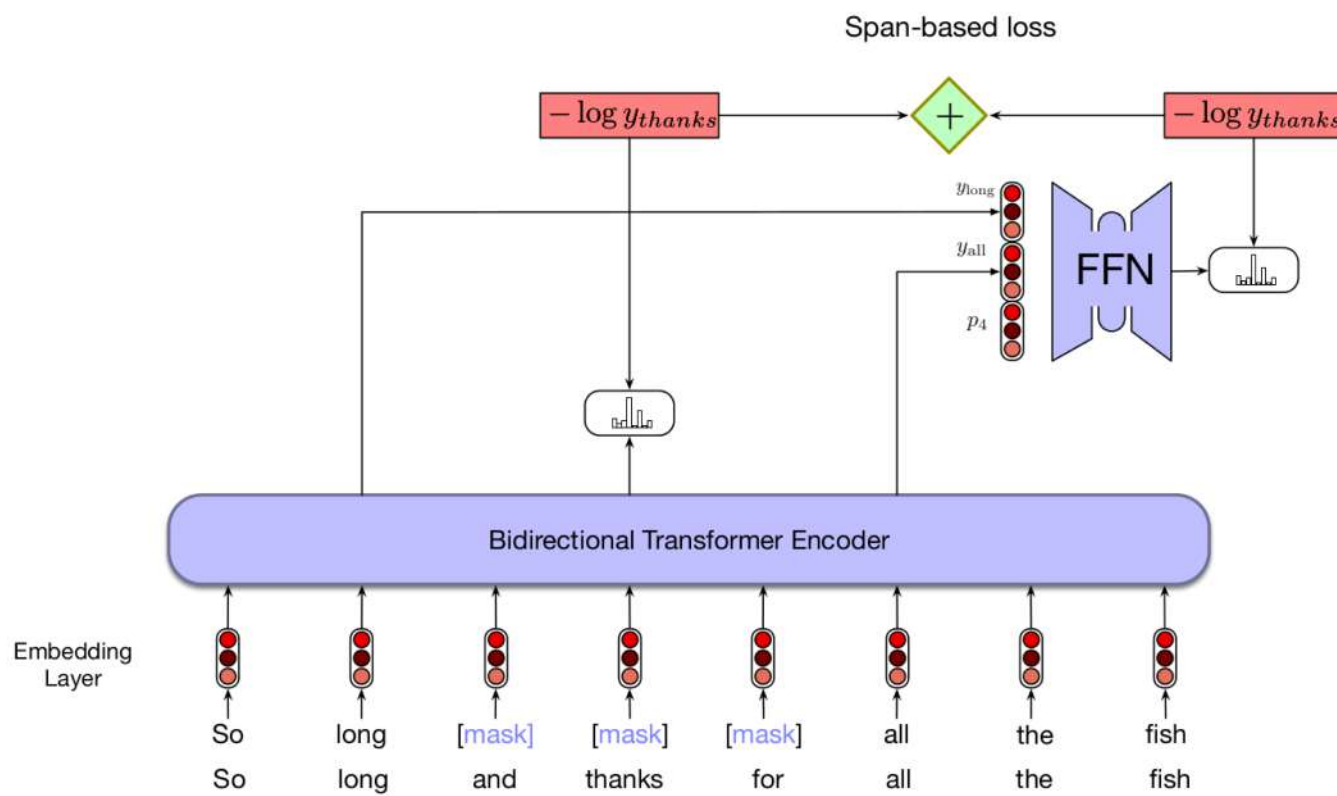 Span-based loss
− log y_thanks + − log y_thanks
y_long
y_all
FFN
p_4
Bidirectional Transformer Encoder
Embedding
Layer
So long [mask] [mask] [mask] all the fish
So long and thanks for all the fish